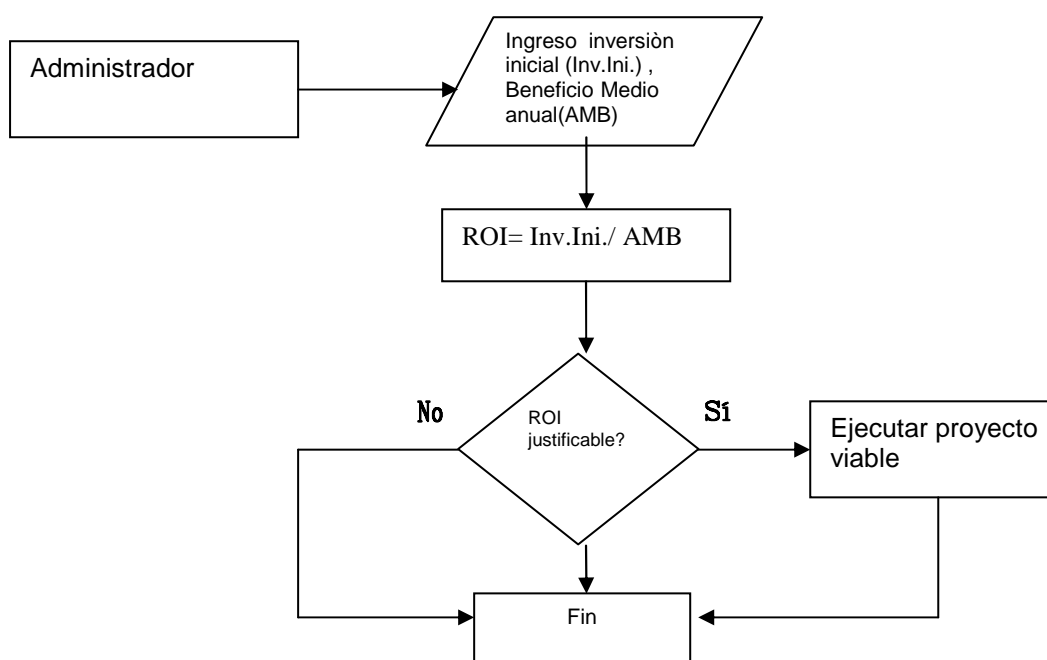 Administrador
Ingreso inversiòn
inicial (Inv.Ini.) ,
Beneficio Medio
anual(AMB)
ROI= Inv.Ini./ AMB
ROI
justificable?
No
Sí
Ejecutar proyecto
viable
Fin